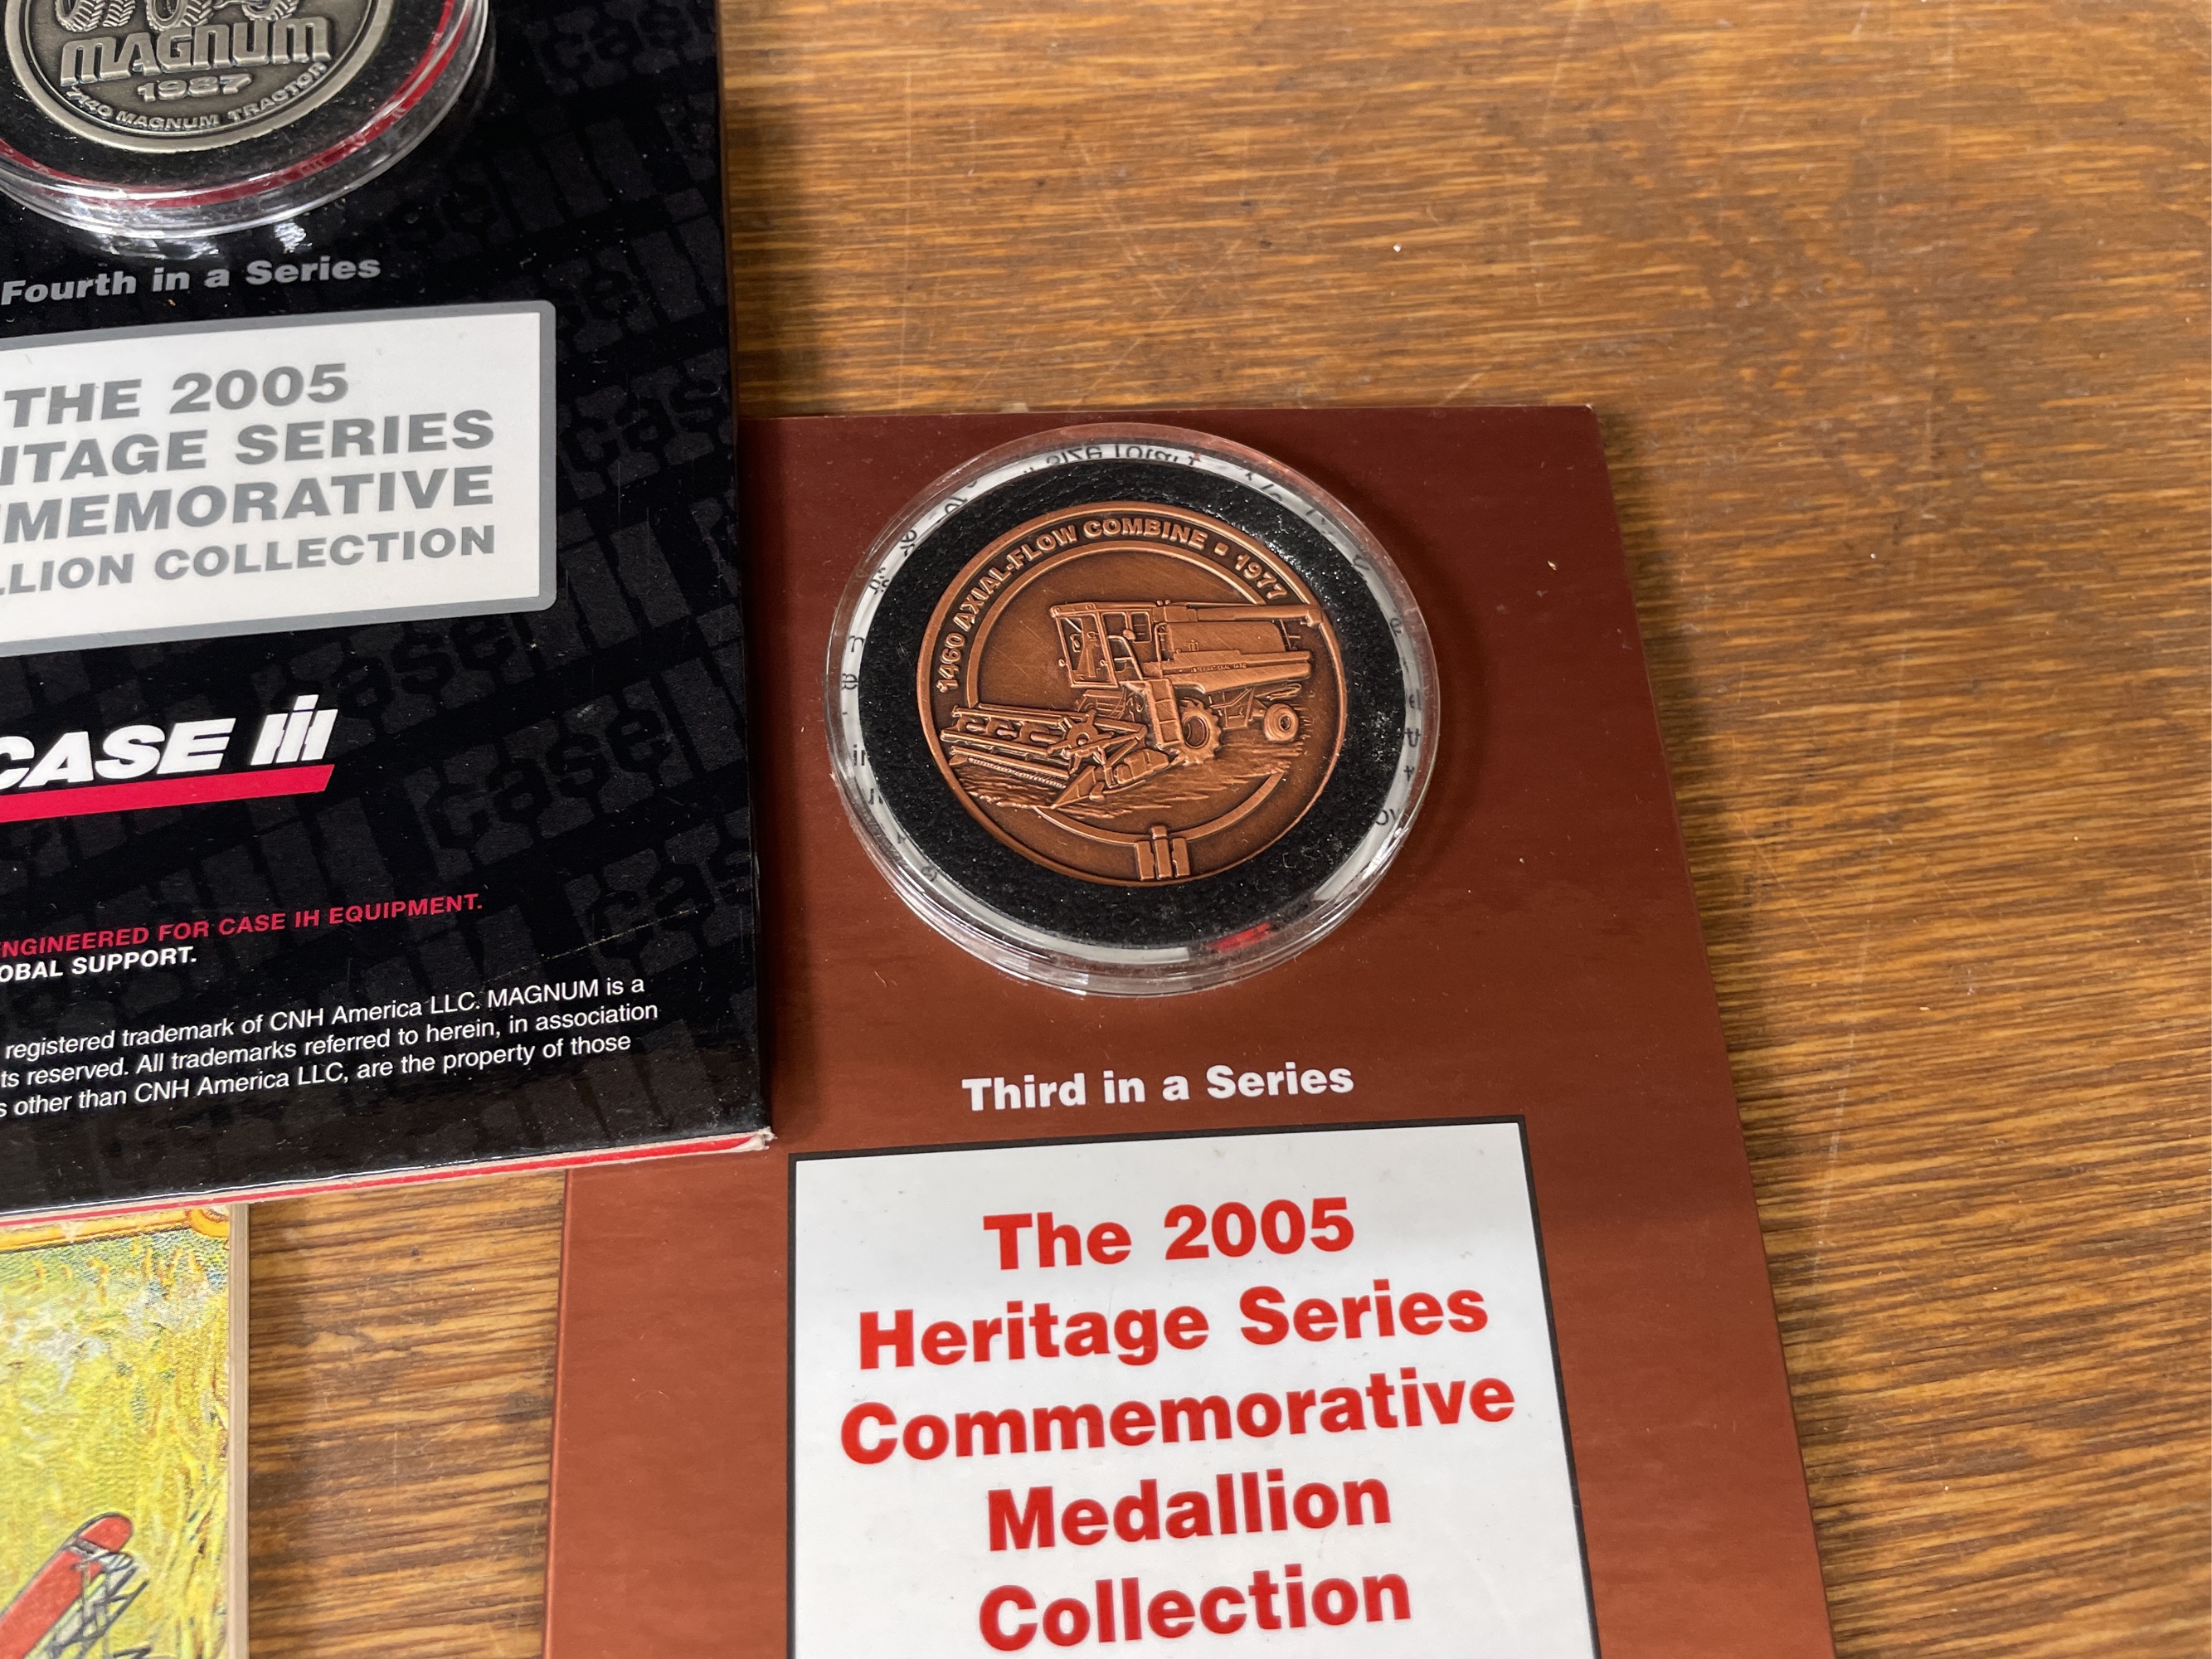 MAGNUM
1987
7140 MAGNUM TRACTOR
Fourth in a Series
THE 2005
ITAGE SERIES
MEMORATIVE
LLION COLLECTION
CASE IH
NGINEERED FOR CASE IH EQUIPMENT.
OBAL SUPPORT.
registered trademark of CNH America LLC. MAGNUM is a
ts reserved. All trademarks referred to herein, in association
s other than CNH America LLC, are the property of those
1460 AXIAL-FLOW COMBINE ▪ 1977
IH
Third in a Series
The 2005
Heritage Series
Commemorative
Medallion
Collection